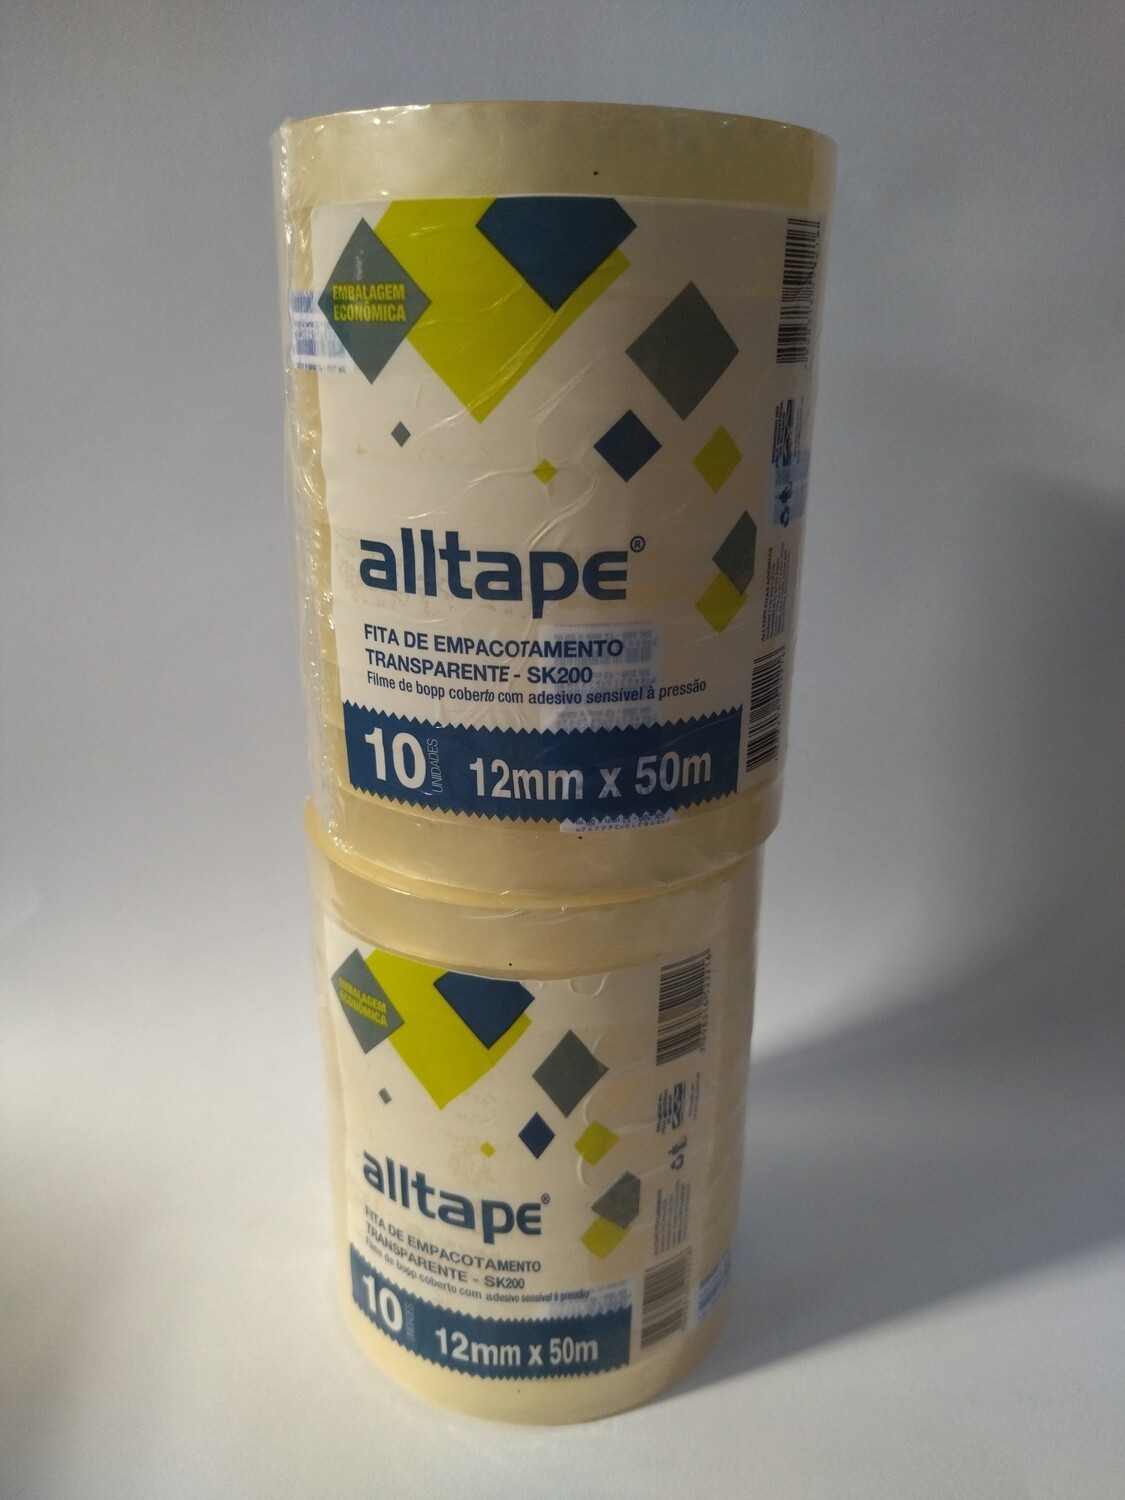 EMBALAGEM
ECONÔMICA
alltape®
FITA DE EMPACOTAMENTO
TRANSPARENTE - SK200
Filme de bopp coberto com adesivo sensível à pressão
10 UNIDADES 12mm x 50m
EMBALAGEM
ECONÔMICA
alltape®
FITA DE EMPACOTAMENTO
TRANSPARENTE - SK200
Filme de bopp coberto com adesivo sensível à pressão
10 UNIDADES 12mm x 50m